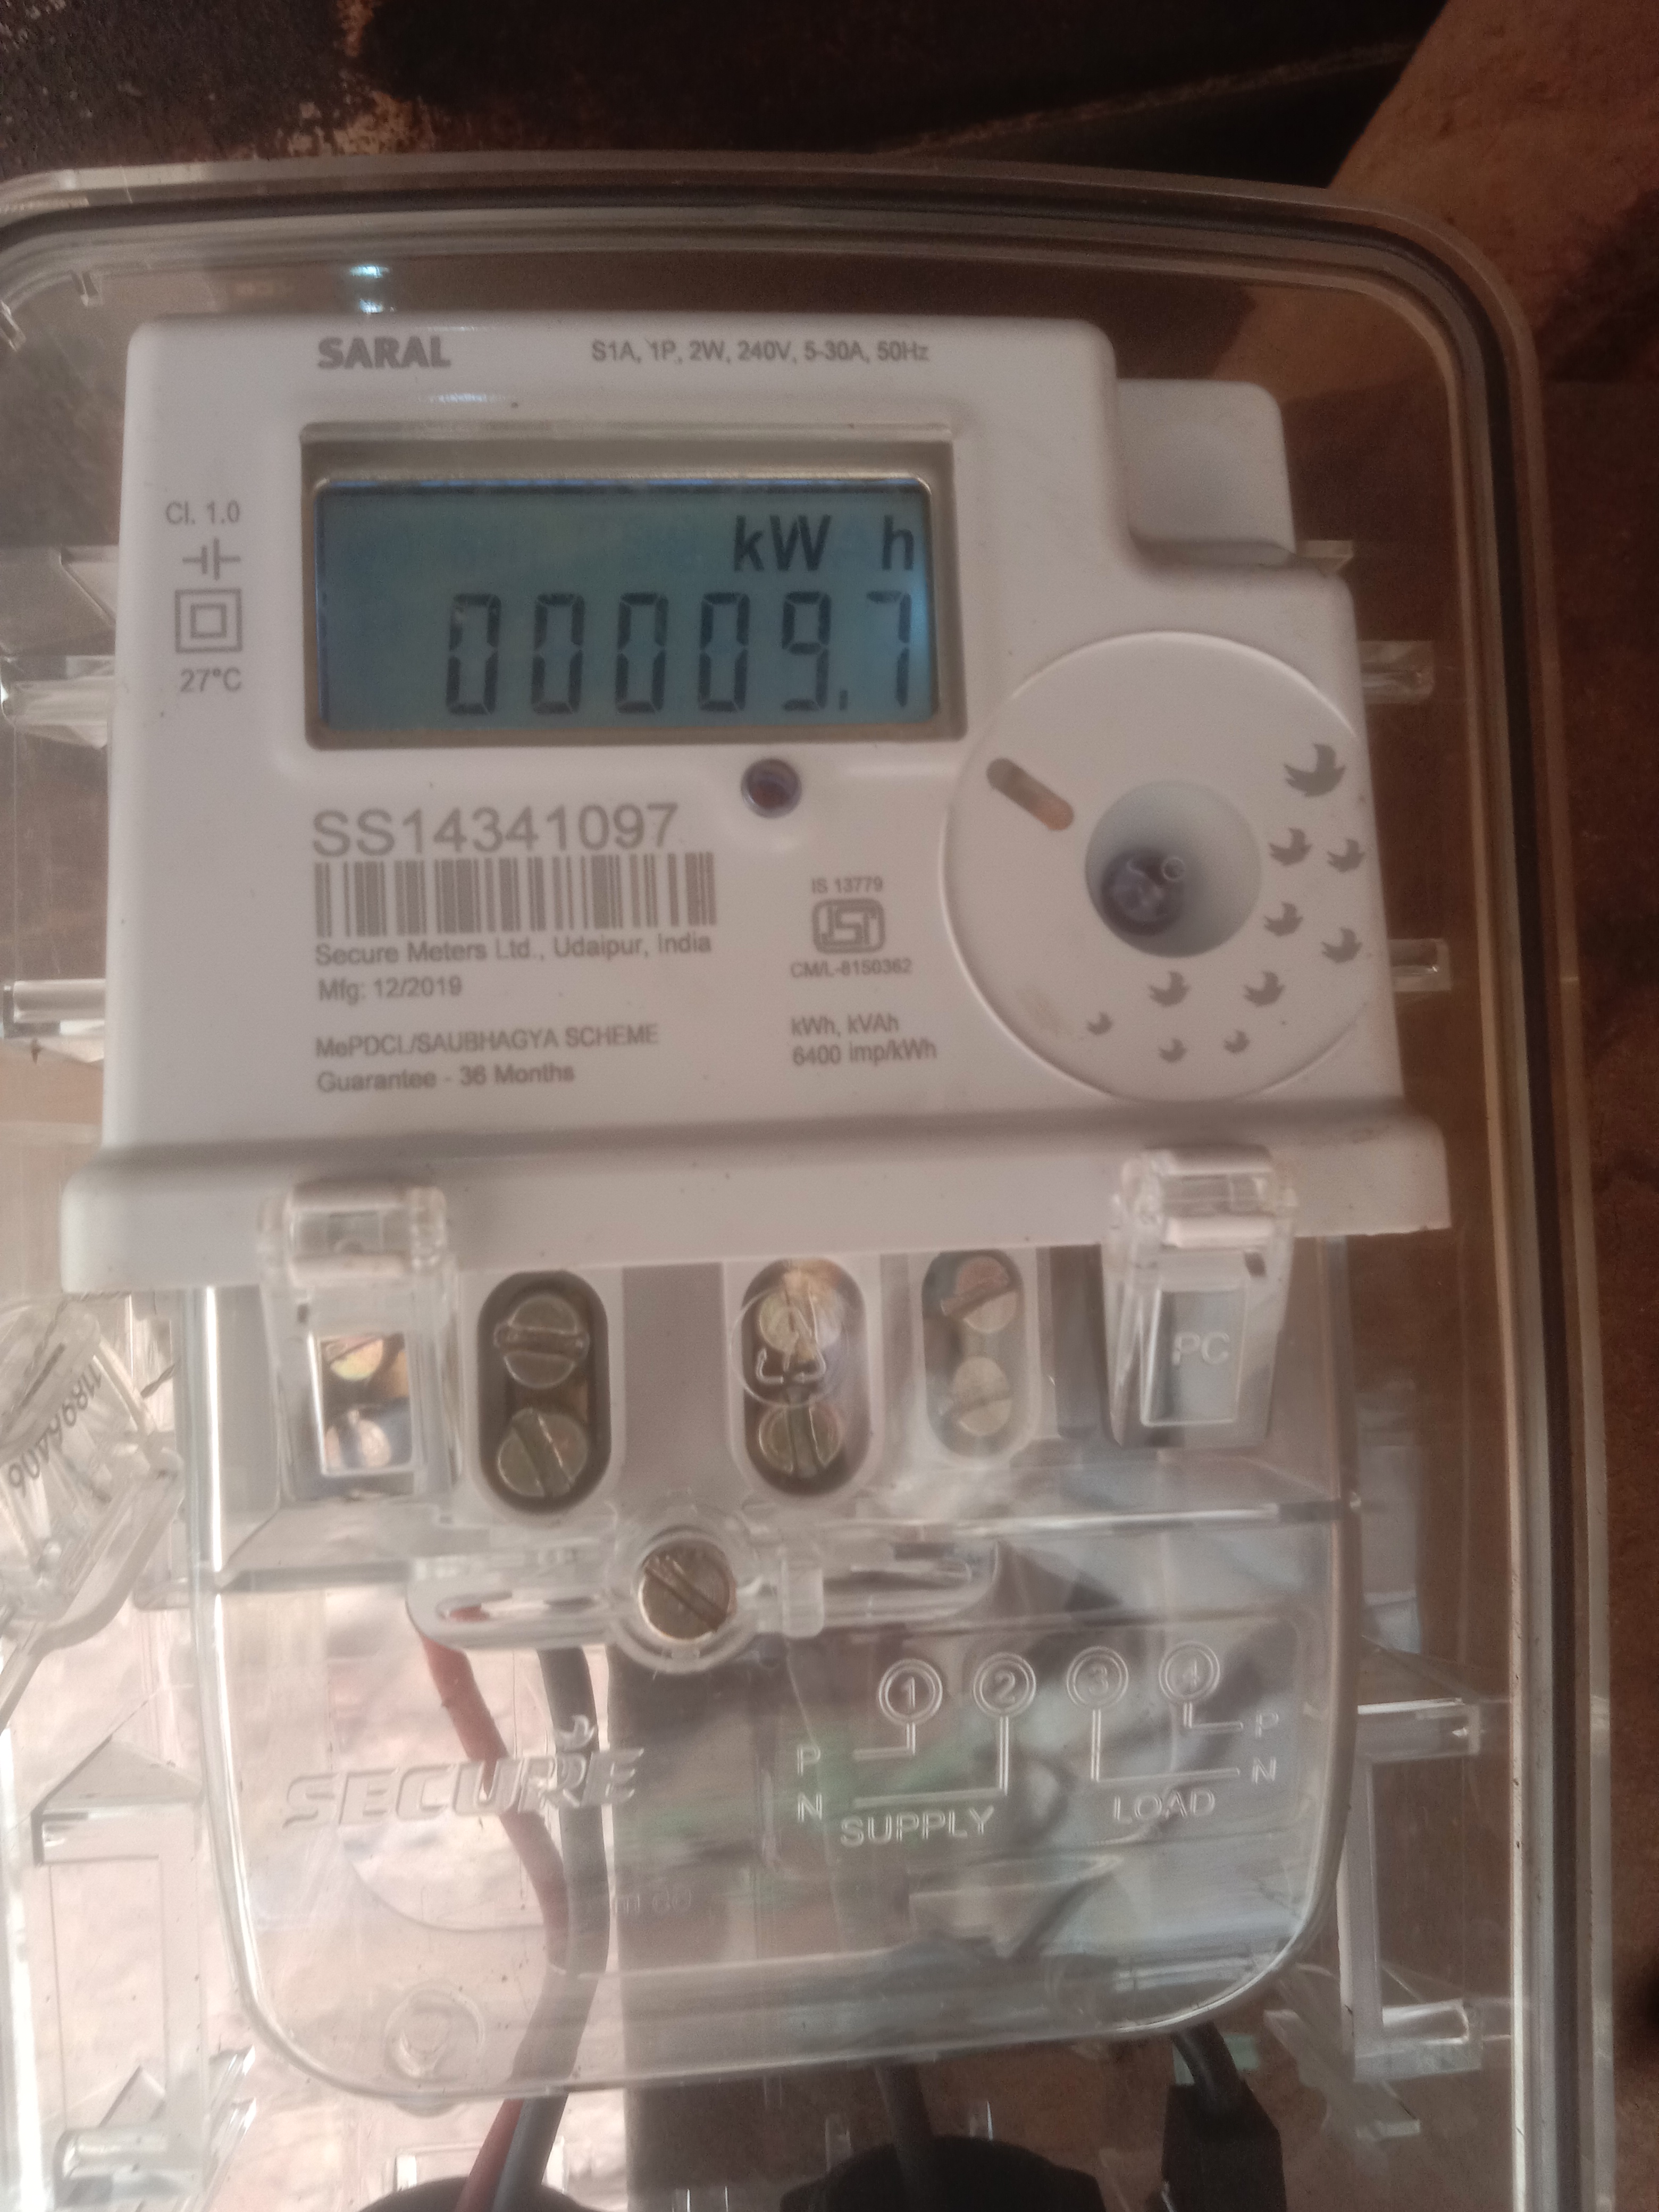 SARAL
S1A, 1P, 2W, 240V, 5-30A, 50Hz
Cl. 1.0
27°C
kW h
00009.7
SS14341097
Secure Meters Ltd., Udaipur, India
Mfg: 12/2019
MePDCL/SAUBHAGYA SCHEME
Guarantee - 36 Months
IS 13779
ISI
CM/L-8150362
kWh, kVAh
6400 imp/kWh
PC
11896406
SECURE
1 2 3 4
P
N
SUPPLY
P
N
LOAD